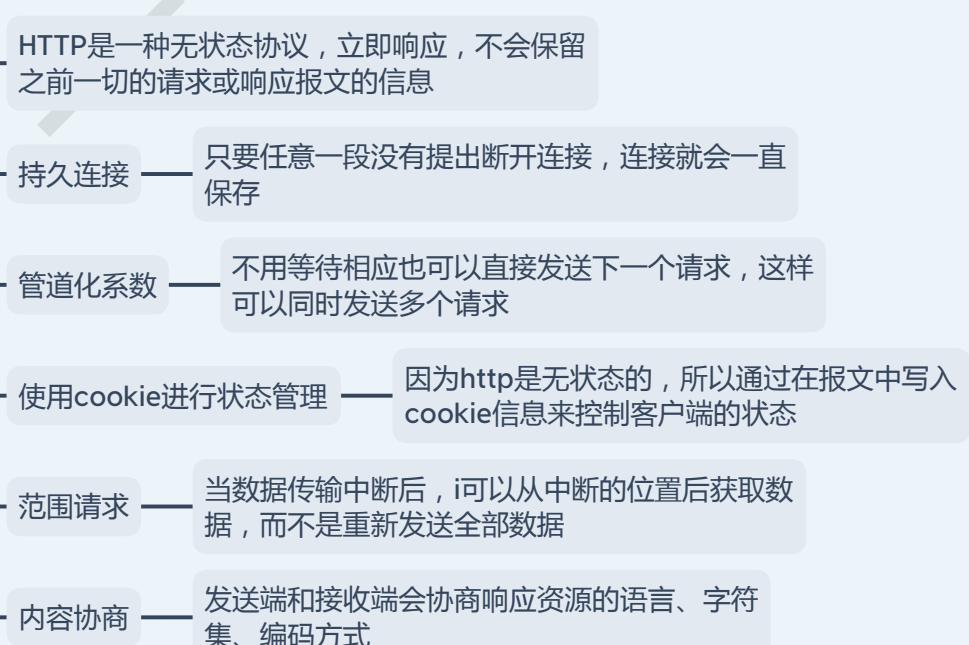 HTTP是一种无状态协议，立即响应，不会保留
之前一切的请求或响应报文的信息
持久连接
只要任意一段没有提出断开连接，连接就会一直
保存
管道化系数
不用等待相应也可以直接发送下一个请求，这样
可以同时发送多个请求
使用cookie进行状态管理
因为http是无状态的，所以通过在报文中写入
cookie信息来控制客户端的状态
范围请求
当数据传输中断后，i可以从中断的位置后获取数
据，而不是重新发送全部数据
内容协商
发送端和接收端会协商响应资源的语言、字符
集、编码方式